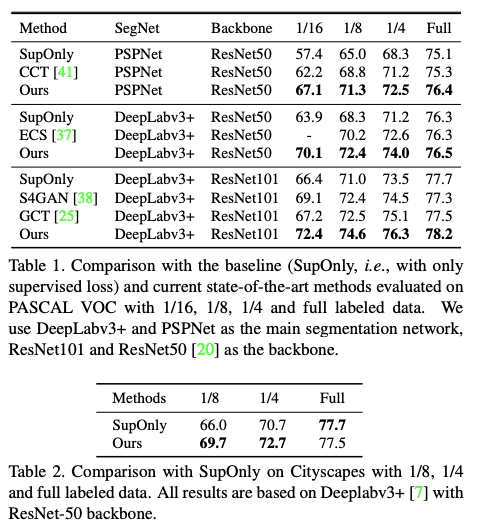 Method SegNet Backbone 1/16 1/8 1/4 Full
SupOnly PSPNet ResNet50 57.4 65.0 68.3 75.1
CCT [41] PSPNet ResNet50 62.2 68.8 71.2 75.3
Ours PSPNet ResNet50 67.1 71.3 72.5 76.4
SupOnly DeepLabv3+ ResNet50 63.9 68.3 71.2 76.3
ECS [37] DeepLabv3+ ResNet50 - 70.2 72.6 76.3
Ours DeepLabv3+ ResNet50 70.1 72.4 74.0 76.5
SupOnly DeepLabv3+ ResNet101 66.4 71.0 73.5 77.7
S4GAN [38] DeepLabv3+ ResNet101 69.1 72.4 74.5 77.3
GCT [25] DeepLabv3+ ResNet101 67.2 72.5 75.1 77.5
Ours DeepLabv3+ ResNet101 72.4 74.6 76.3 78.2
Table 1. Comparison with the baseline (SupOnly, i.e., with only
supervised loss) and current state-of-the-art methods evaluated on
PASCAL VOC with 1/16, 1/8, 1/4 and full labeled data. We
use DeepLabv3+ and PSPNet as the main segmentation network,
ResNet101 and ResNet50 [20] as the backbone.
Methods 1/8 1/4 Full
SupOnly 66.0 70.7 77.7
Ours 69.7 72.7 77.5
Table 2. Comparison with SupOnly on Cityscapes with 1/8, 1/4
and full labeled data. All results are based on Deeplabv3+ [7] with
ResNet-50 backbone.